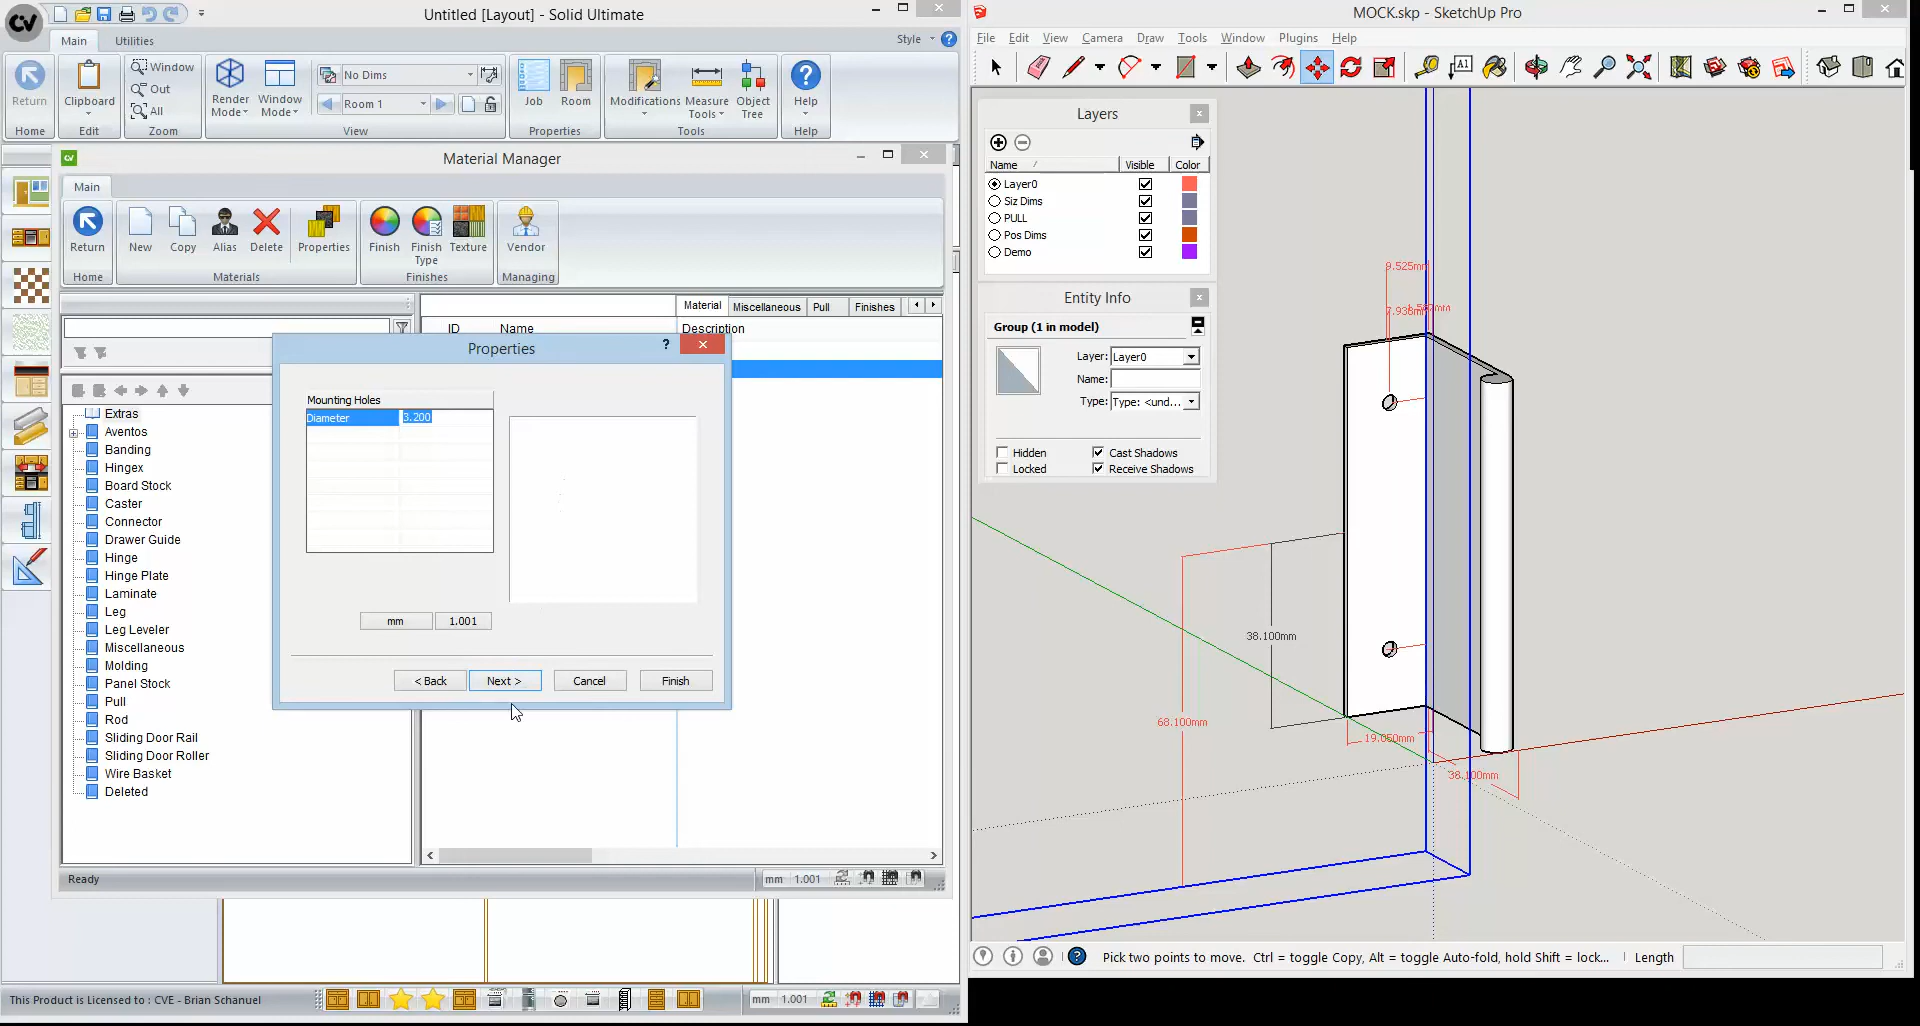 Untitled [Layout] - Solid Ultimate
Main
Utilities
Style
Return
Clipboard
Window
Out
All
Render
Mode
Window
Mode
No Dims
Room 1
Job
Room
Modifications
Measure
Tools
Object
Tree
Help
Home
Edit
Zoom
View
Properties
Tools
Help
Material Manager
Main
Return
New
Copy
Alias
Delete
Properties
Finish
Finish
Type
Texture
Vendor
Home
Materials
Finishes
Managing
Material
Miscellaneous
Pull
Finishes
ID
Name
Description
Extras
Aventos
Banding
Hingex
Board Stock
Caster
Connector
Drawer Guide
Hinge
Hinge Plate
Laminate
Leg
Leg Leveler
Miscellaneous
Molding
Panel Stock
Pull
Rod
Sliding Door Rail
Sliding Door Roller
Wire Basket
Deleted
Properties
?
Mounting Holes
Diameter
3.200
mm
1.001
< Back
Next >
Cancel
Finish
Ready
mm
1.001
This Product is Licensed to : CVE - Brian Schanuel
mm
1.001
MOCK.skp - SketchUp Pro
File
Edit
View
Camera
Draw
Tools
Window
Plugins
Help
A1
Layers
Name
Visible
Color
Layer0
Siz Dims
PULL
Pos Dims
Demo
Entity Info
Group (1 in model)
Layer:
Layer0
Name:
Type:
Type: <und...
Hidden
Cast Shadows
Locked
Receive Shadows
9.525mm
38.100mm
68.100mm
19.050mm
38.100mm
Pick two points to move. Ctrl = toggle Copy, Alt = toggle Auto-fold, hold Shift = lock...
Length